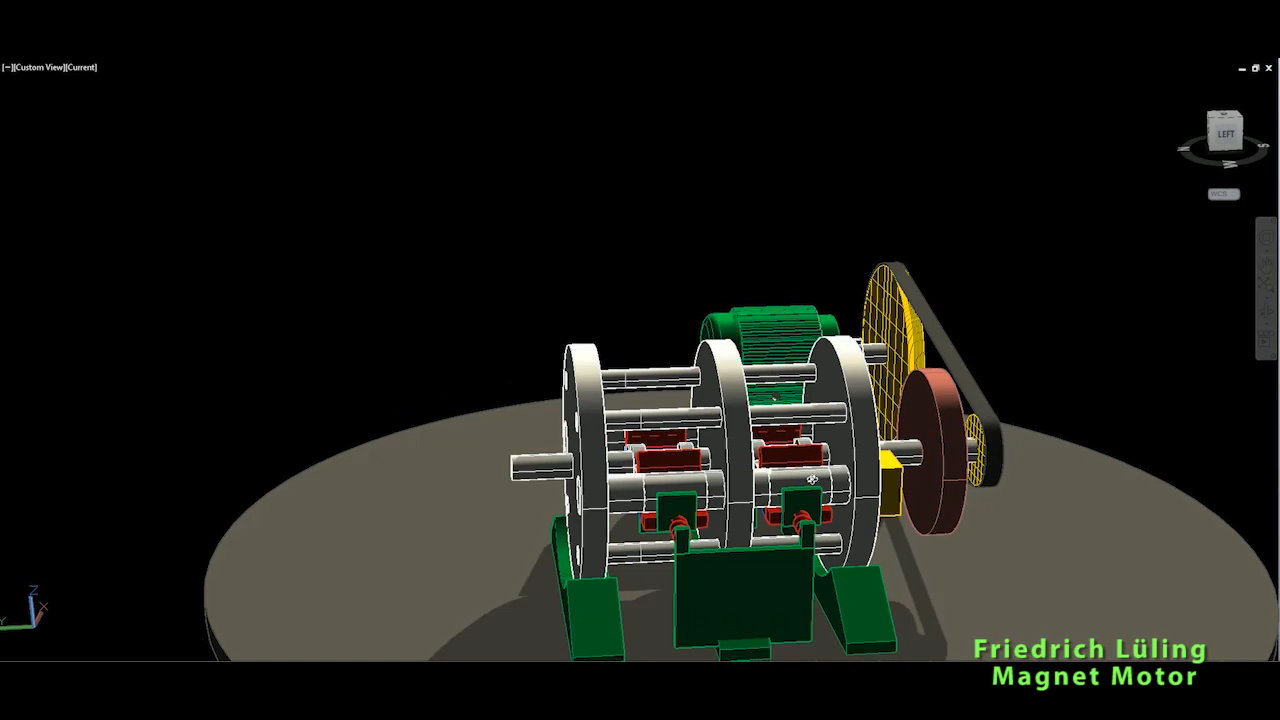 [−][Custom View][Current]
LEFT
N
S
W
WCS
Z
X
Y
Friedrich Lüling
Magnet Motor